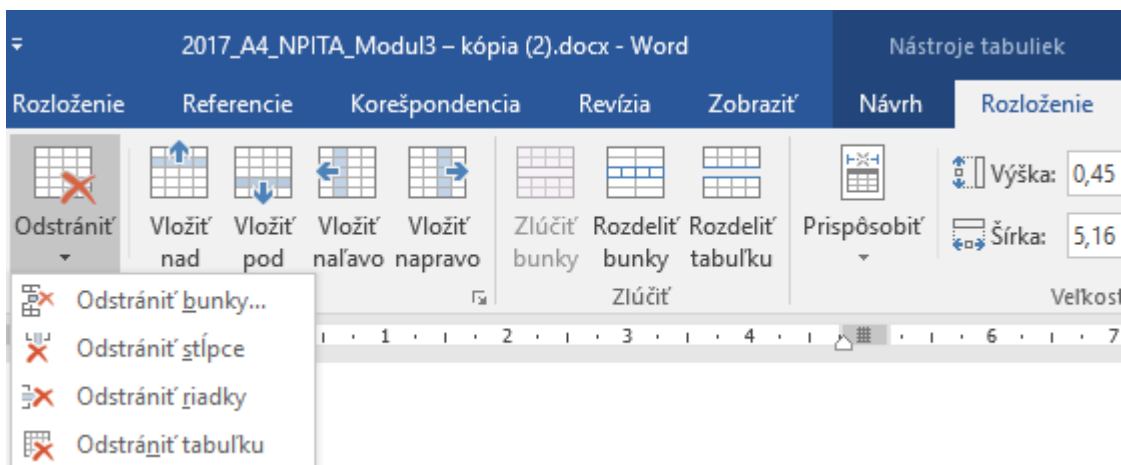 2017_A4_NPITA_Modul3 – kópia (2).docx - Word
Nástroje tabuliek
Rozloženie Referencie Korešpondencia Revízia Zobraziť Návrh Rozloženie
Odstrániť Vložiť Vložiť Vložiť Vložiť Zlúčiť Rozdeliť Rozdeliť Prispôsobiť
nad pod naľavo napravo bunky bunky tabuľku
Výška: 0,45
Šírka: 5,16
Zlúčiť Veľkosť
Odstrániť bunky...
Odstrániť stĺpce
Odstrániť riadky
Odstrániť tabuľku
1 2 3 4 6 7